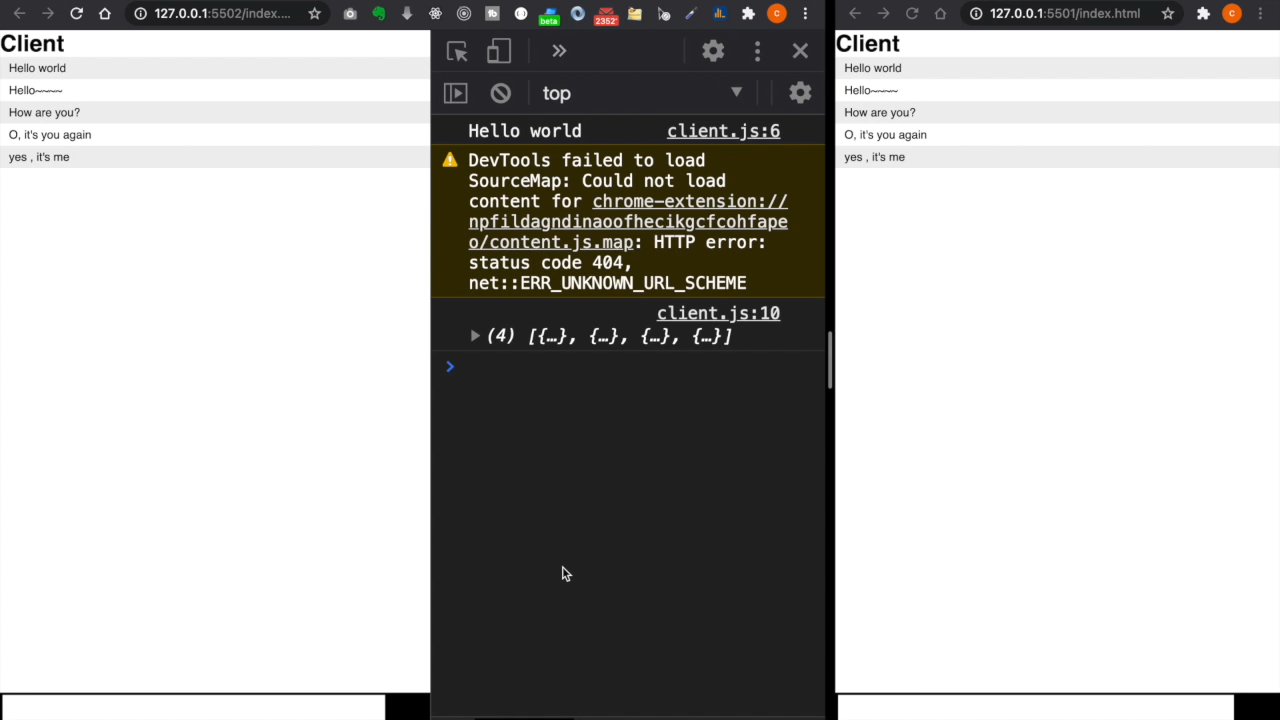 127.0.0.1:5502/index....
beta
2352'
C
127.0.0.1:5501/index.html
C
Client
Hello world
Hello~~~~
How are you?
O, it's you again
yes , it's me
top
Hello world client.js:6
DevTools failed to load
SourceMap: Could not load
content for chrome-extension://
npfildagndinaoofhecikgcfcohfape
o/content.js.map: HTTP error:
status code 404,
net::ERR_UNKNOWN_URL_SCHEME
client.js:10
(4) [{…}, {…}, {…}, {…}]
Client
Hello world
Hello~~~~
How are you?
O, it's you again
yes , it's me